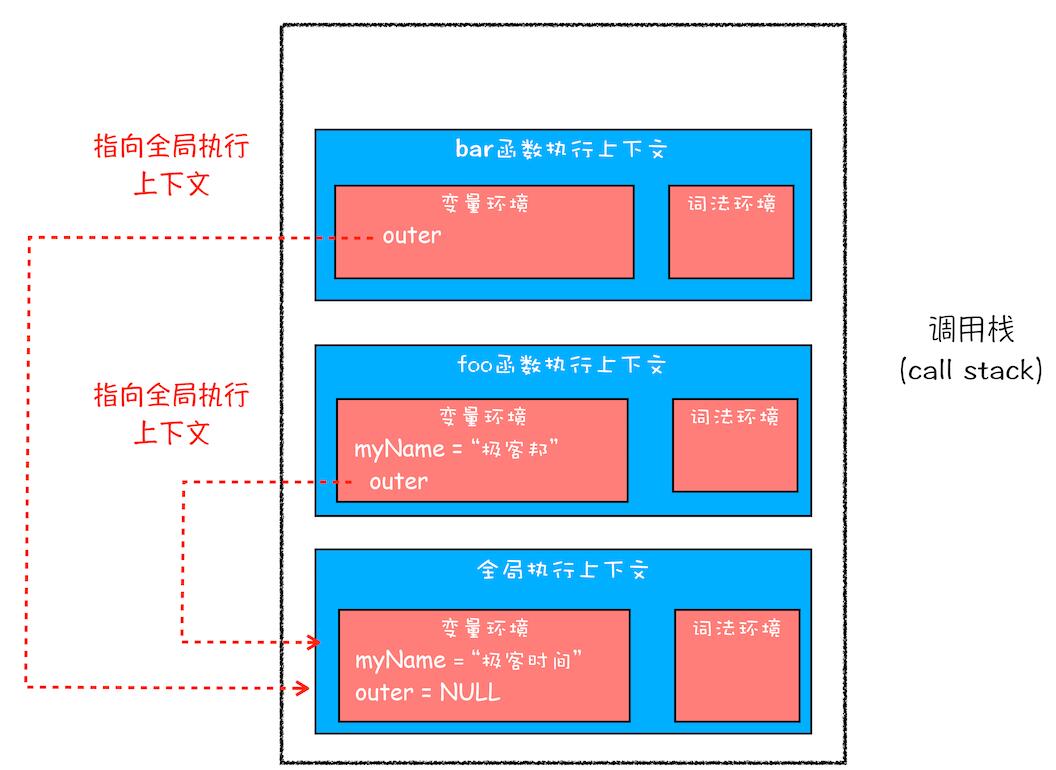 指向全局执行
上下文
bar函数执行上下文
变量环境
outer
词法环境
指向全局执行
上下文
foo函数执行上下文
变量环境
myName = “极客邦”
outer
词法环境
全局执行上下文
变量环境
myName = “极客时间”
outer = NULL
词法环境
调用栈
(call stack)